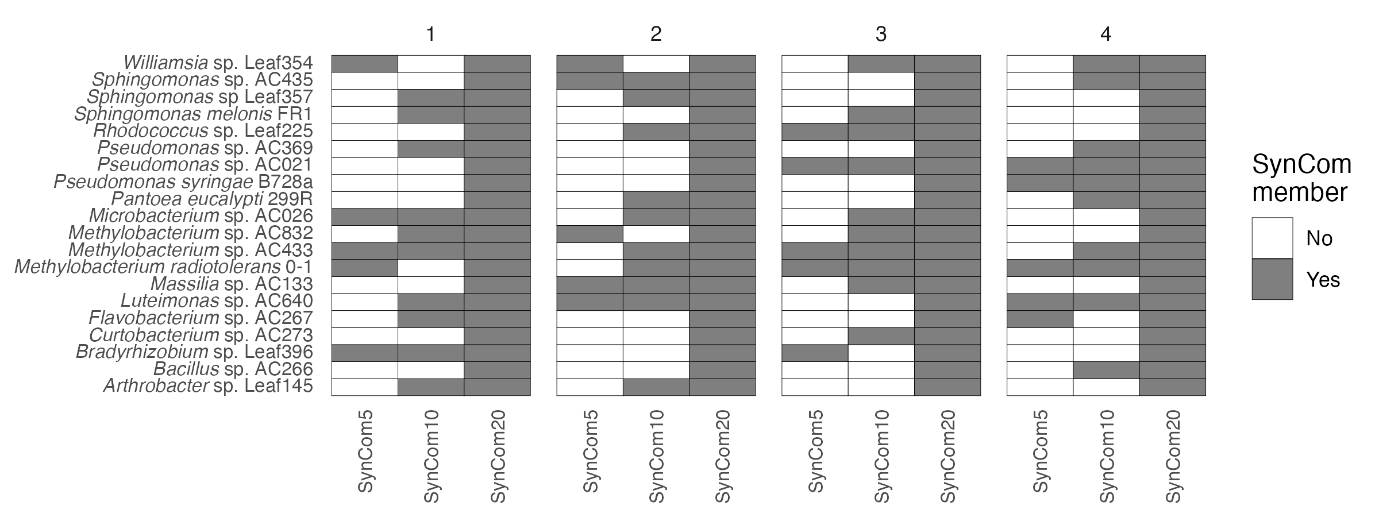 1 2 3 4
Williamsia sp. Leaf354
Sphingomonas sp. AC435
Sphingomonas sp Leaf357
Sphingomonas melonis FR1
Rhodococcus sp. Leaf225
Pseudomonas sp. AC369
Pseudomonas sp. AC021
Pseudomonas syringae B728a
Pantoea eucalypti 299R
Microbacterium sp. AC026
Methylobacterium sp. AC832
Methylobacterium sp. AC433
Methylobacterium radiotolerans 0-1
Massilia sp. AC133
Luteimonas sp. AC640
Flavobacterium sp. AC267
Curtobacterium sp. AC273
Bradyrhizobium sp. Leaf396
Bacillus sp. AC266
Arthrobacter sp. Leaf145
SynCom5
SynCom10
SynCom20
SynCom5
SynCom10
SynCom20
SynCom5
SynCom10
SynCom20
SynCom5
SynCom10
SynCom20
SynCom
member
No
Yes